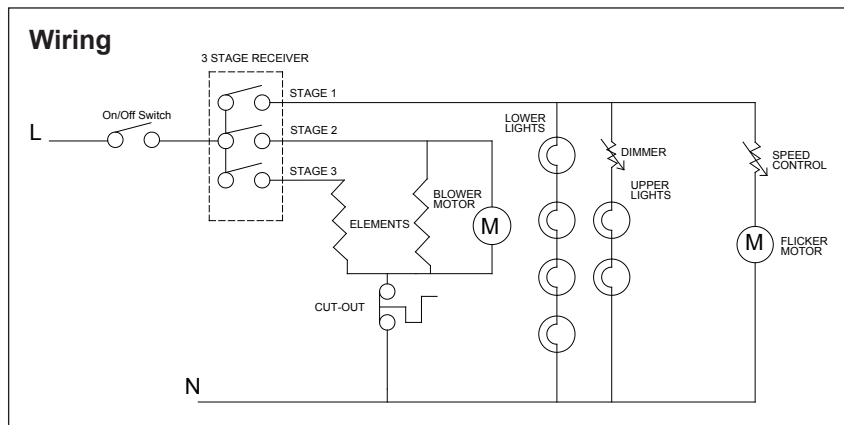 Wiring
3 STAGE RECEIVER
On/Off Switch
L
STAGE 1
STAGE 2
STAGE 3
ELEMENTS
BLOWER
MOTOR
M
CUT-OUT
LOWER
LIGHTS
DIMMER
UPPER
LIGHTS
SPEED
CONTROL
M
FLICKER
MOTOR
N